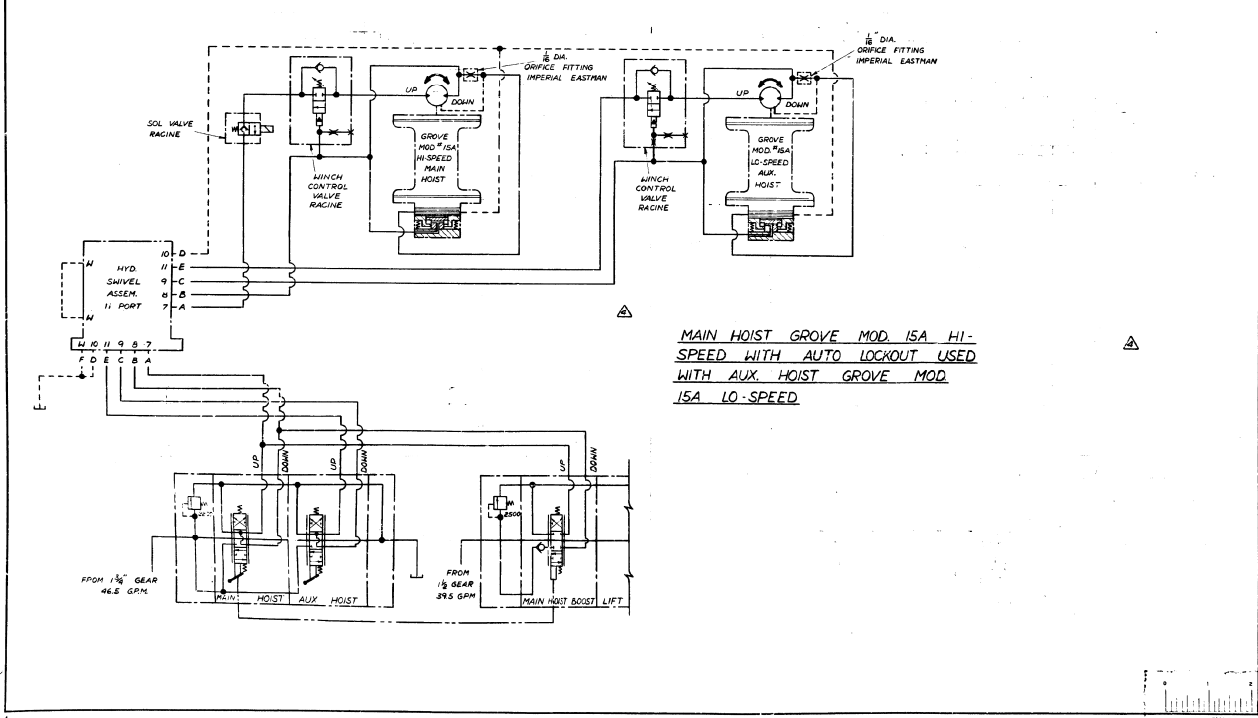 1/16" DIA.
ORIFICE FITTING
IMPERIAL EASTMAN
1/16" DIA.
ORIFICE FITTING
IMPERIAL EASTMAN
SOL VALVE
RACINE
UP
DOWN
UP
DOWN
GROVE
MOD # 15A
HI-SPEED
MAIN
HOIST
GROVE
MOD. # 15A
LO-SPEED
AUX.
HOIST
WINCH
CONTROL
VALVE
RACINE
WINCH
CONTROL
VALVE
RACINE
W
W
HYD.
SWIVEL
ASSEM.
11 PORT
10 D
11 E
9 C
8 B
7 A
W 10 11 9 8 7
F D E C B A
MAIN HOIST GROVE MOD. 15A HI-
SPEED WITH AUTO LOCKOUT USED
WITH AUX. HOIST GROVE MOD.
15A LO-SPEED
UP
DOWN
UP
DOWN
UP
DOWN
2500
FROM 1 3/4" GEAR
46.5 G.P.M.
FROM
1 1/2 GEAR
39.5 GPM
MAIN HOIST
AUX HOIST
MAIN HOIST BOOST
LIFT
0 1 2